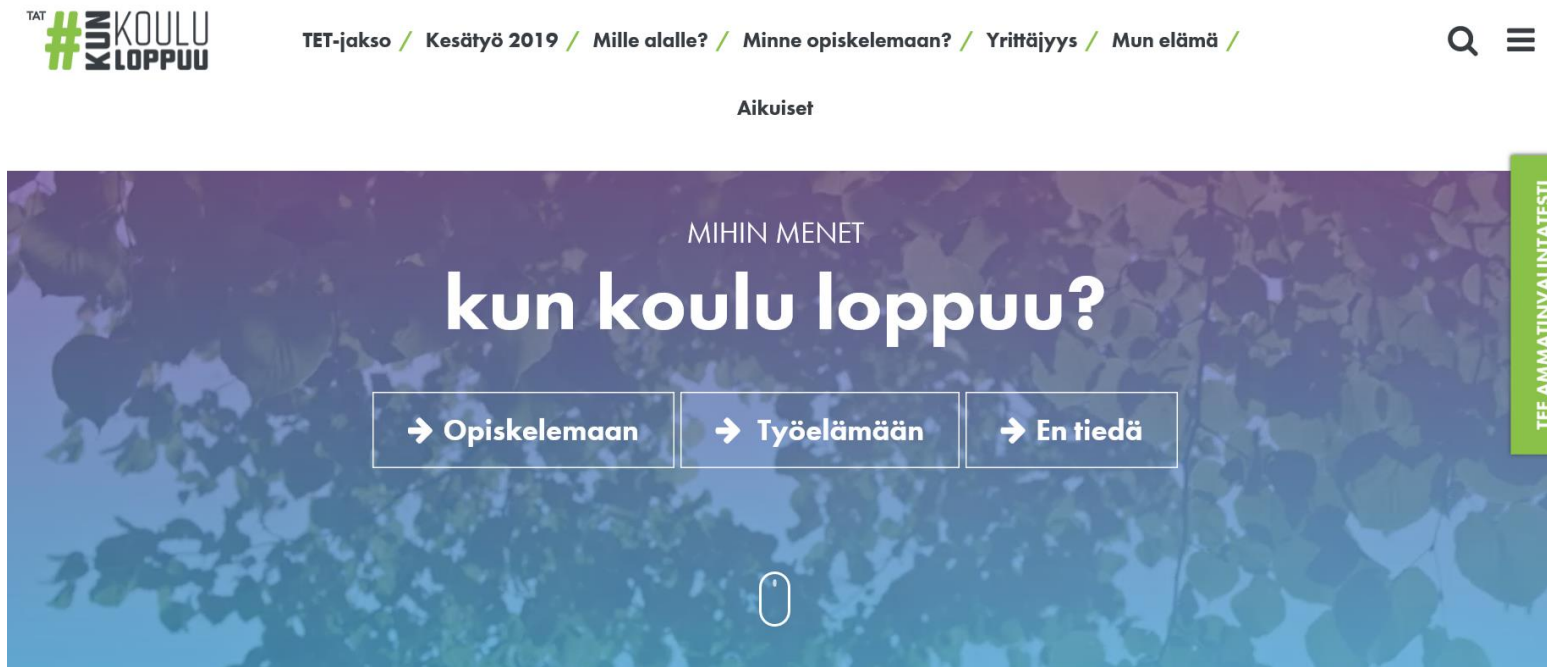 TAT
#KUN KOULU LOPPUU
TET-jakso / Kesätyö 2019 / Mille alalle? / Minne opiskelemaan? / Yrittäjyys / Mun elämä /
Aikuiset
MIHIN MENET
kun koulu loppuu?
Opiskelemaan
Työelämään
En tiedä
TEE AMMATINVALINTATESTI